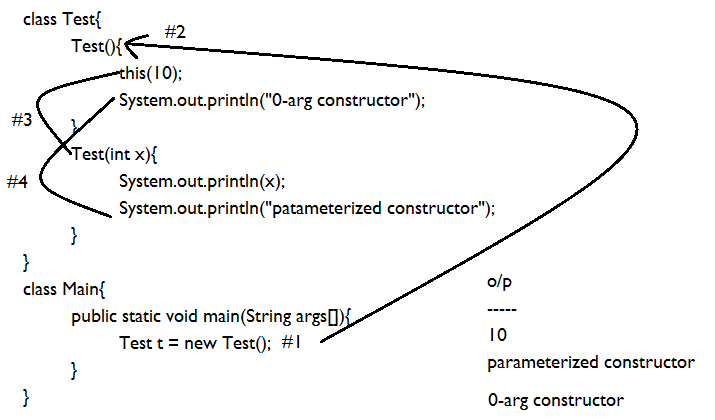 class Test{
Test(){ #2
this(10);
System.out.println("0-arg constructor");
#3
}
Test(int x){
#4 System.out.println(x);
System.out.println("patameterized constructor");
}
}
class Main{
public static void main(String args[]){
Test t = new Test(); #1
}
}
o/p
-----
10
parameterized constructor
0-arg constructor